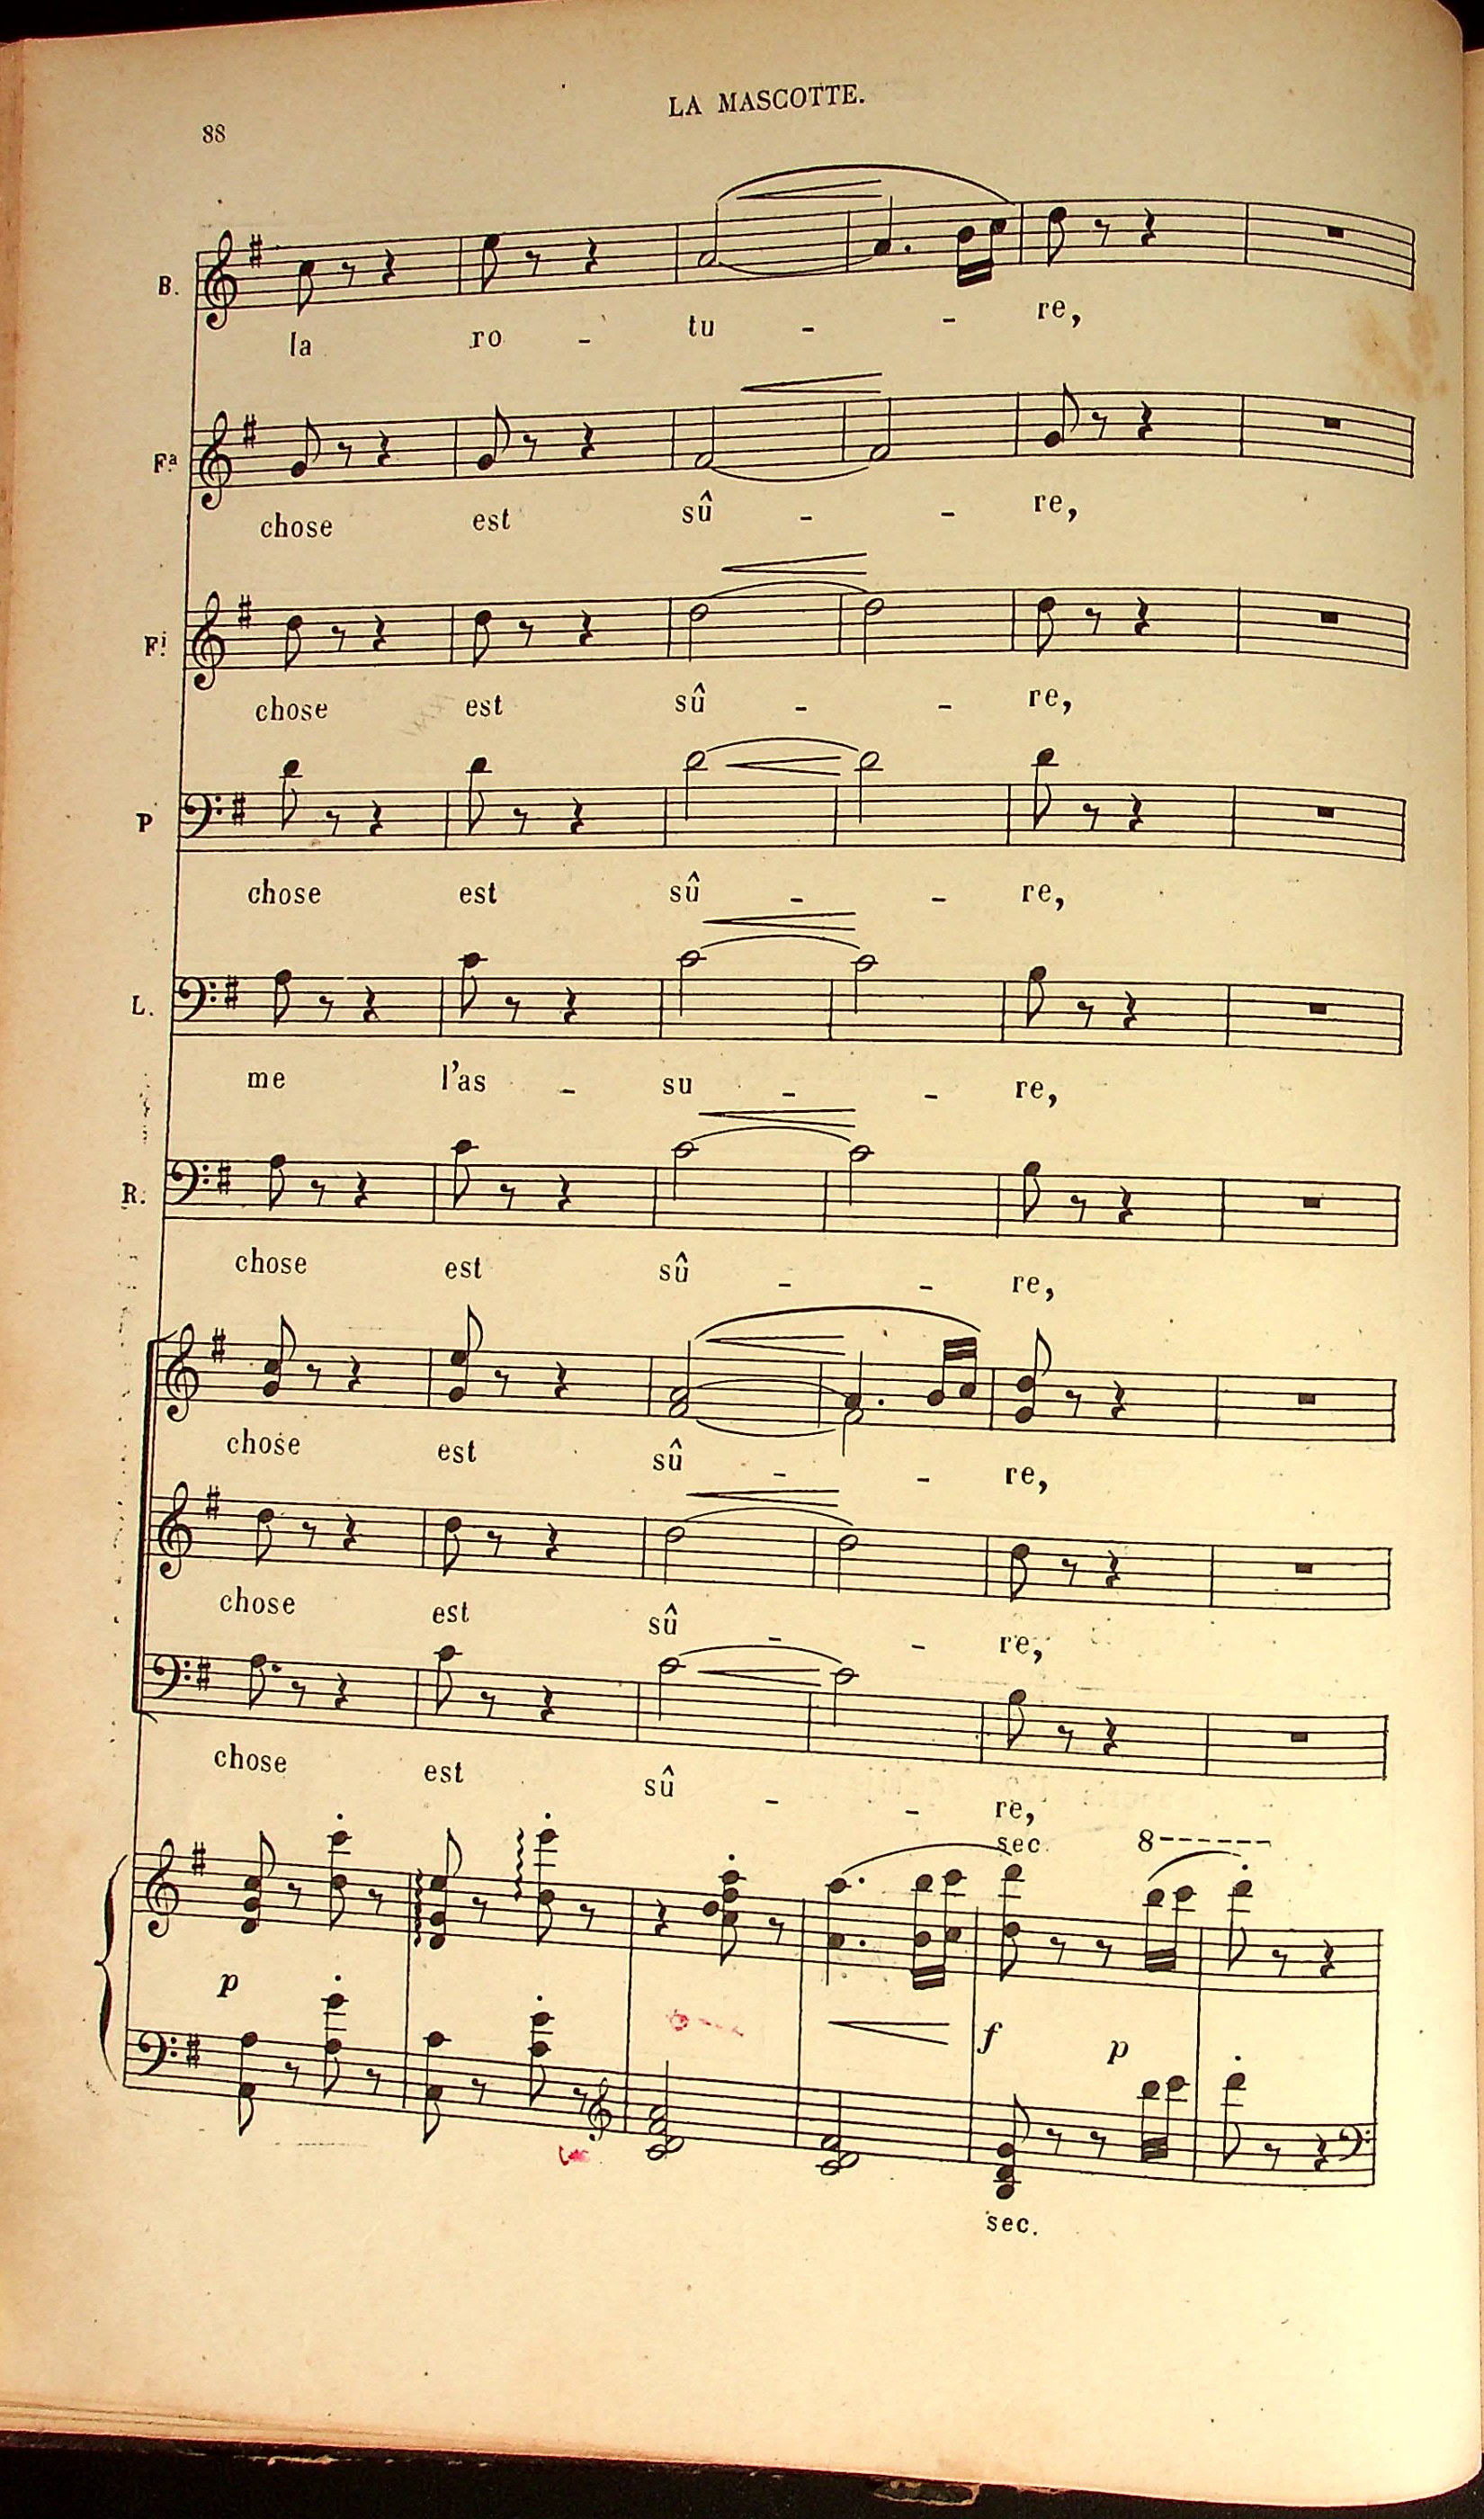 LA MASCOTTE.
88
B.
la ro - tu - - re,
Fª
chose est sû - - re,
Fi
chose est sû - - re,
P
chose est sû - - re,
L.
me l'as - su - - re,
R.
chose est sû - - re,
chose est sû - - re,
chose est sû - - re,
chose est sû - - re,
sec. 8------
p f p
sec.